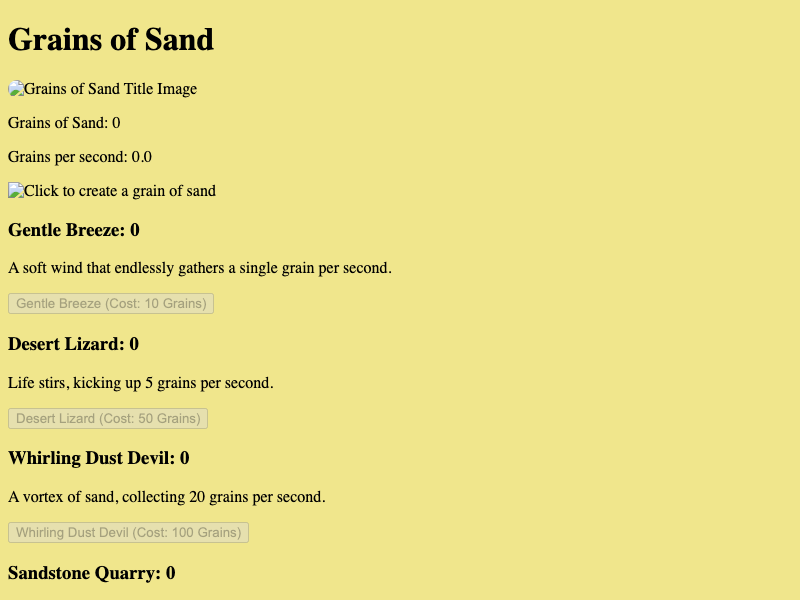 Grains of Sand
Grains of Sand Title Image
Grains of Sand: 0
Grains per second: 0.0
Click to create a grain of sand
Gentle Breeze: 0
A soft wind that endlessly gathers a single grain per second.
Gentle Breeze (Cost: 10 Grains)
Desert Lizard: 0
Life stirs, kicking up 5 grains per second.
Desert Lizard (Cost: 50 Grains)
Whirling Dust Devil: 0
A vortex of sand, collecting 20 grains per second.
Whirling Dust Devil (Cost: 100 Grains)
Sandstone Quarry: 0